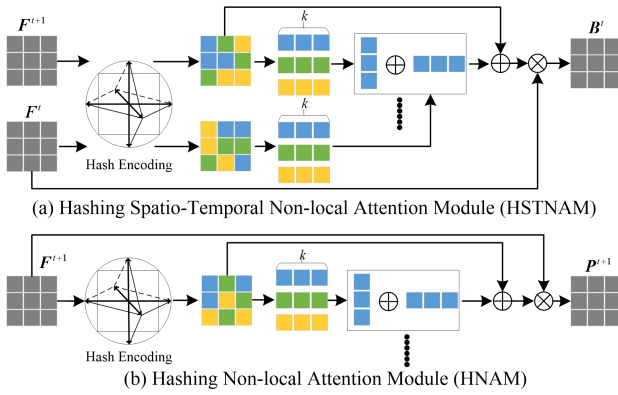 F^{t+1}
k
B^t
F^t
k
Hash Encoding
(a) Hashing Spatio-Temporal Non-local Attention Module (HSTNAM)
F^{t+1}
k
P^{t+1}
Hash Encoding
(b) Hashing Non-local Attention Module (HNAM)